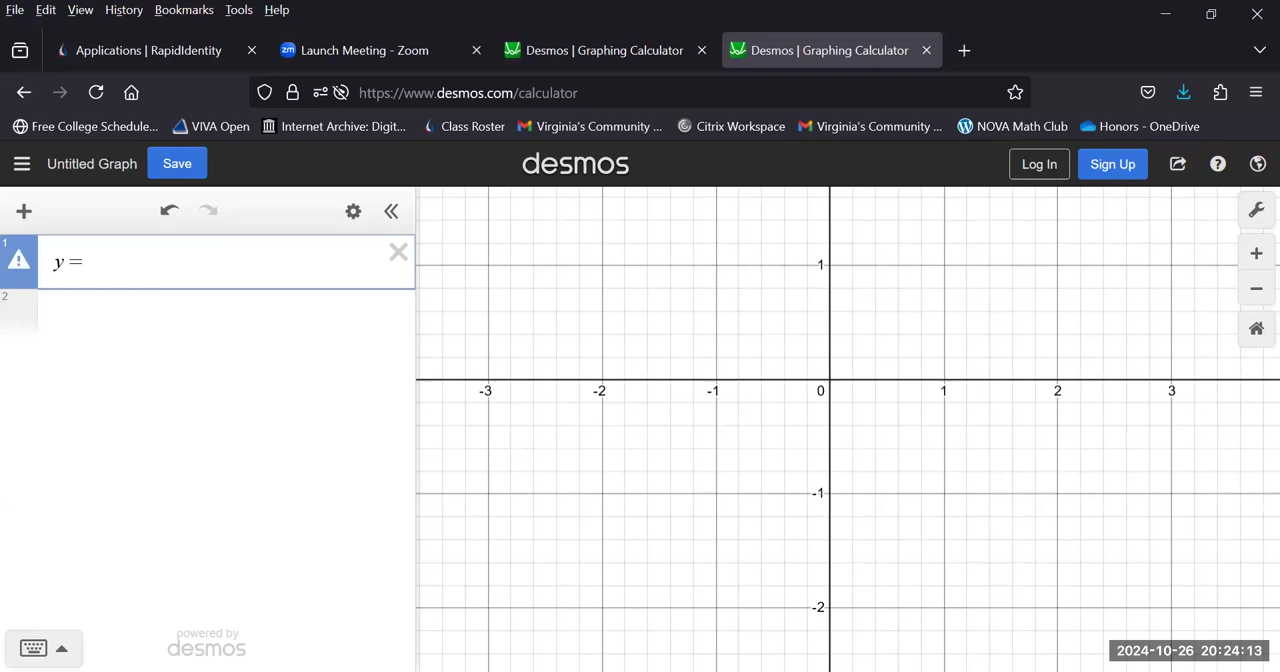 File Edit View History Bookmarks Tools Help
Applications | RapidIdentity
zm Launch Meeting - Zoom
Desmos | Graphing Calculator
Desmos | Graphing Calculator
https://www.desmos.com/calculator
Free College Schedule... VIVA Open Internet Archive: Digit... Class Roster Virginia's Community ... Citrix Workspace Virginia's Community ... NOVA Math Club Honors - OneDrive
Untitled Graph Save desmos Log In Sign Up
1
y =
2
1
-3 -2 -1 0 1 2 3
-1
-2
powered by
desmos
2024-10-26 20:24:13